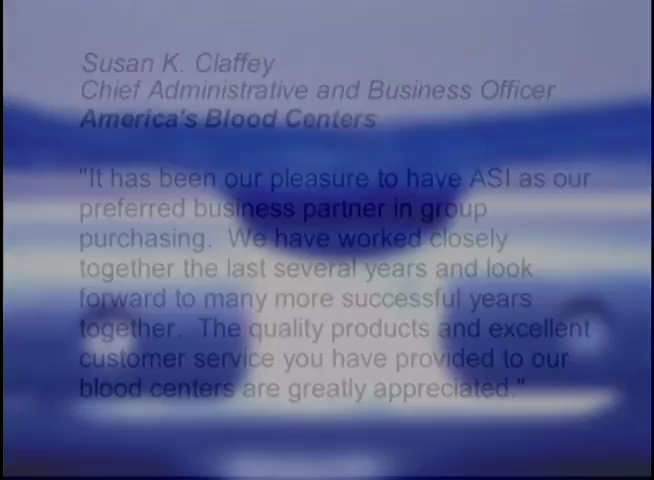 Susan K. Claffey
Chief Administrative and Business Officer
America's Blood Centers
"It has been our pleasure to have ASI as our
preferred business partner in group
purchasing.  We have worked closely
together the last several years and look
forward to many more successful years
together.  The quality products and excellent
customer service you have provided to our
blood centers are greatly appreciated."